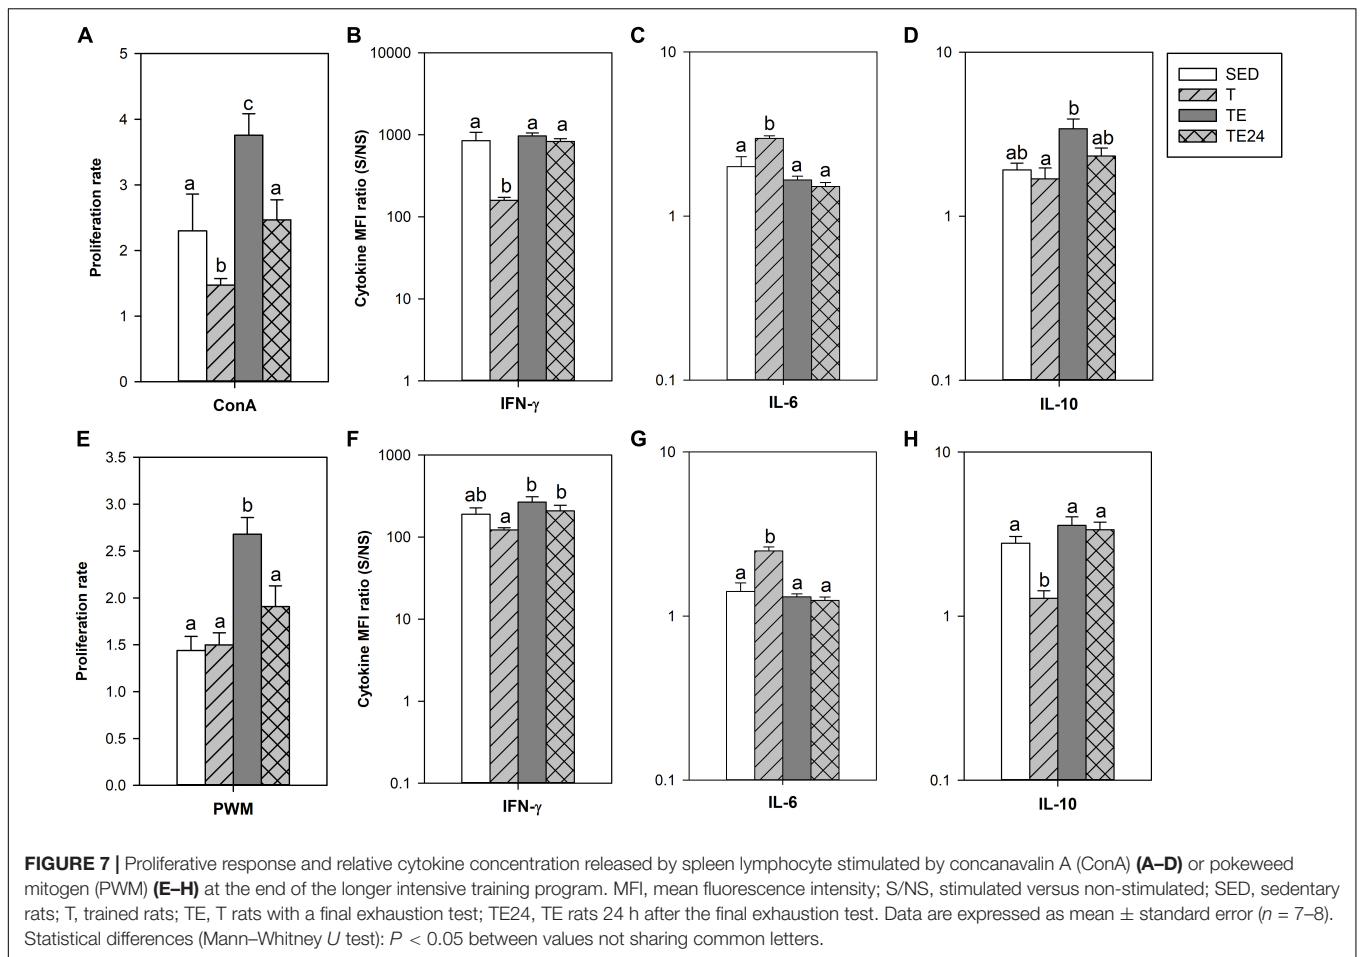 A
B
C
D
5
4
3
2
1
0
Proliferation rate
a
b
c
a
ConA
10000
1000
100
10
1
Cytokine MFI ratio (S/NS)
a
b
a
a
IFN-γ
10
1
0.1
a
b
a
a
IL-6
10
1
0.1
ab
a
b
ab
IL-10
SED
T
TE
TE24
E
F
G
H
3.5
3.0
2.5
2.0
1.5
1.0
0.5
0.0
Proliferation rate
a
a
b
a
PWM
1000
100
10
1
0.1
Cytokine MFI ratio (S/NS)
ab
a
b
b
IFN-γ
10
1
0.1
a
b
a
a
IL-6
10
1
0.1
a
b
a
a
IL-10
FIGURE 7 | Proliferative response and relative cytokine concentration released by spleen lymphocyte stimulated by concanavalin A (ConA) (A–D) or pokeweed
mitogen (PWM) (E–H) at the end of the longer intensive training program. MFI, mean fluorescence intensity; S/NS, stimulated versus non-stimulated; SED, sedentary
rats; T, trained rats; TE, T rats with a final exhaustion test; TE24, TE rats 24 h after the final exhaustion test. Data are expressed as mean ± standard error (n = 7–8).
Statistical differences (Mann–Whitney U test): P < 0.05 between values not sharing common letters.